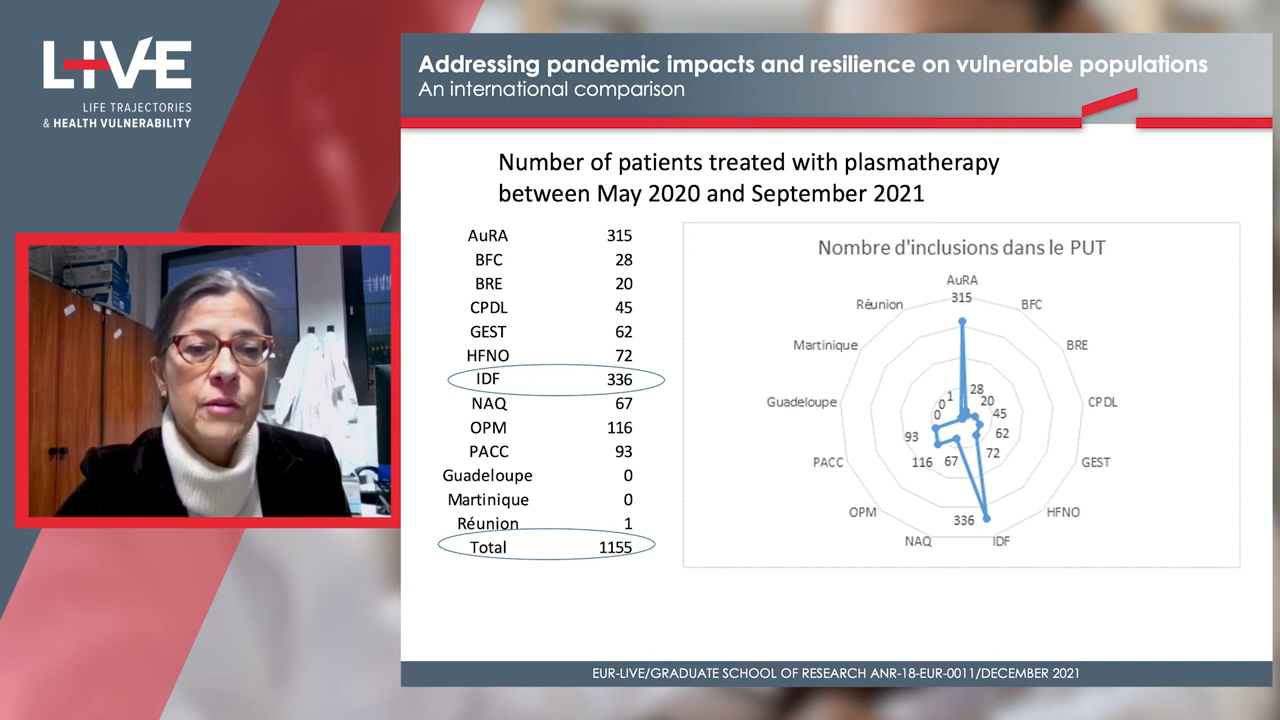 LIVE
LIFE TRAJECTORIES
& HEALTH VULNERABILITY
Addressing pandemic impacts and resilience on vulnerable populations
An international comparison
Number of patients treated with plasmatherapy
between May 2020 and September 2021
AuRA 315
BFC 28
BRE 20
CPDL 45
GEST 62
HFNO 72
IDF 336
NAQ 67
OPM 116
PACC 93
Guadeloupe 0
Martinique 0
Réunion 1
Total 1155
Nombre d'inclusions dans le PUT
AuRA
315
Réunion
BFC
Martinique
BRE
Guadeloupe
CPDL
PACC
GEST
OPM
HFNO
NAQ
IDF
28
20
45
62
72
336
67
116
93
0
0
1
EUR-LIVE/GRADUATE SCHOOL OF RESEARCH ANR-18-EUR-0011/DECEMBER 2021